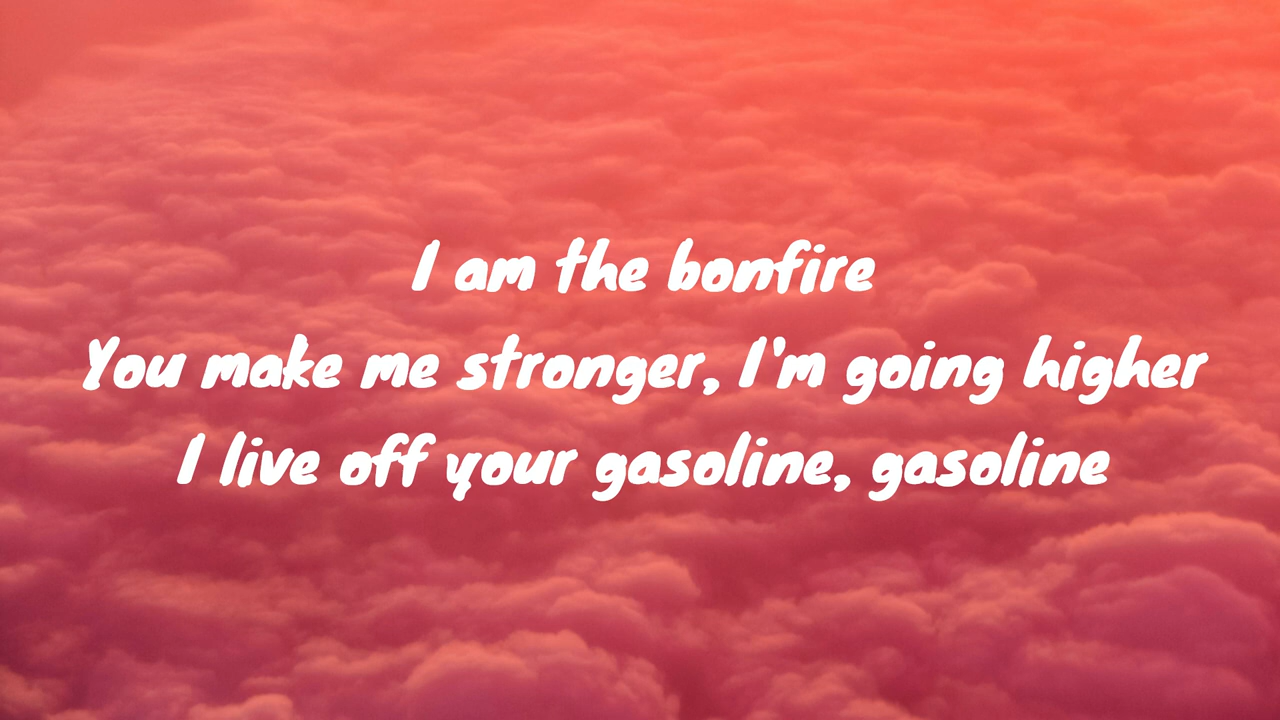 I am the bonfire
You make me stronger, I'm going higher
I live off your gasoline, gasoline